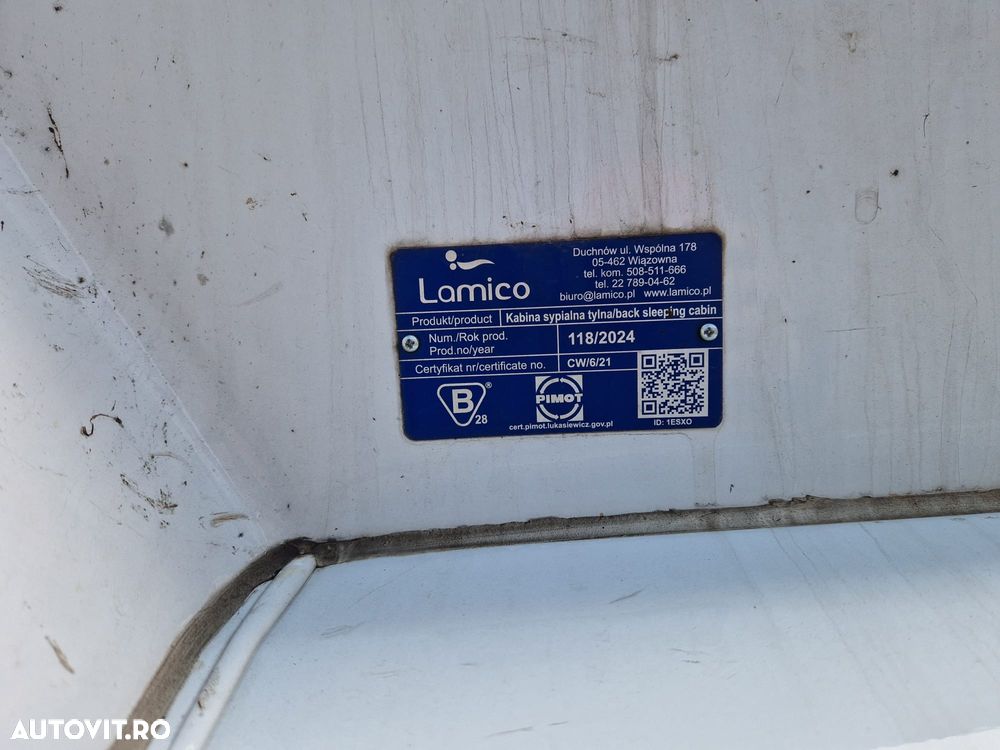 Lamico
Duchnów ul. Wspólna 178
05-462 Wiązowna
tel. kom. 508-511-666
tel. 22 789-04-62
biuro@lamico.pl www.lamico.pl
Produkt/product Kabina sypialna tylna/back sleeping cabin
Num./Rok prod.
Prod.no/year
118/2024
Certyfikat nr/certificate no. CW/6/21
B® 28
PIMOT
cert.pimot.lukasiewicz.gov.pl
ID: 1ESXO
AUTOVIT.RO